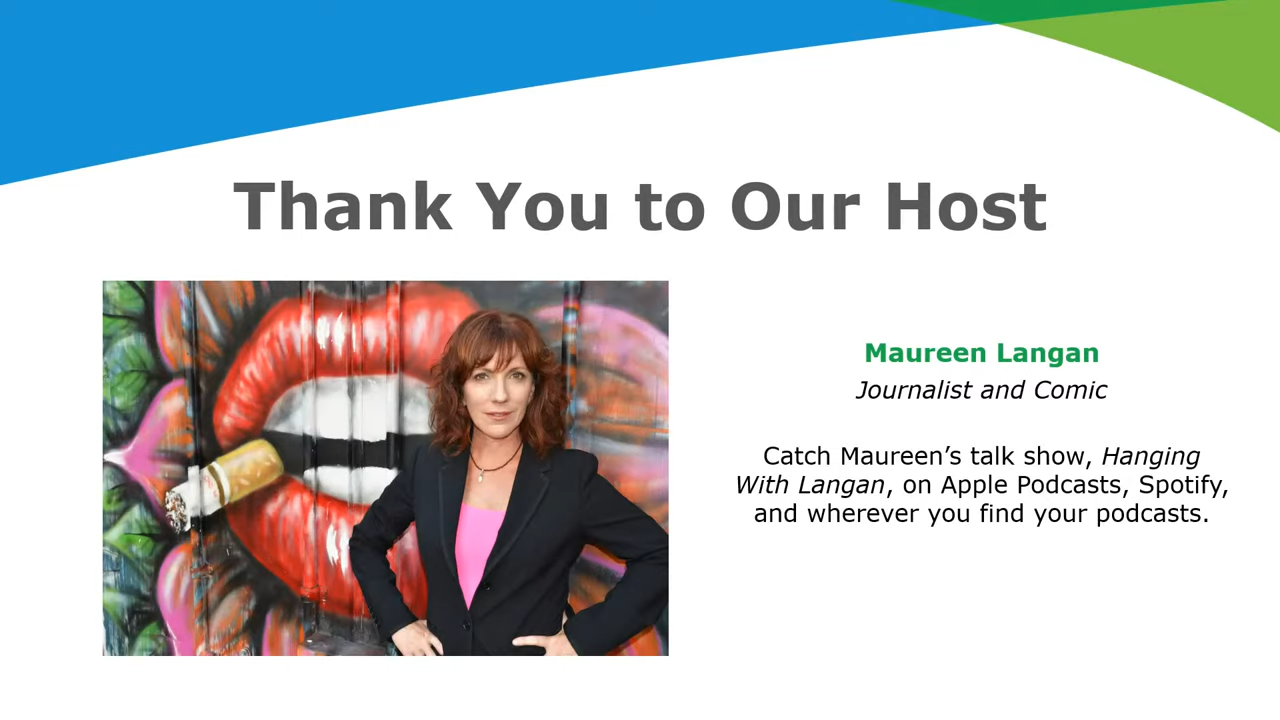 Thank You to Our Host
Maureen Langan
Journalist and Comic
Catch Maureen’s talk show, Hanging
With Langan, on Apple Podcasts, Spotify,
and wherever you find your podcasts.